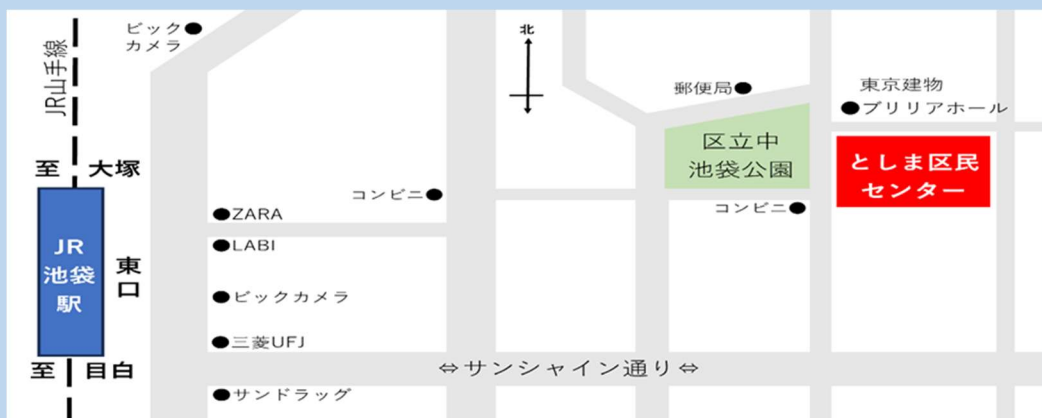 ビック
カメラ
JR山手線
北
郵便局
東京建物
ブリリアホール
区立中
池袋公園
としま区民
センター
至 大塚
コンビニ
コンビニ
ZARA
LABI
JR
池袋
駅
東口
ビックカメラ
三菱UFJ
⇔サンシャイン通り⇔
至 目白
サンドラッグ